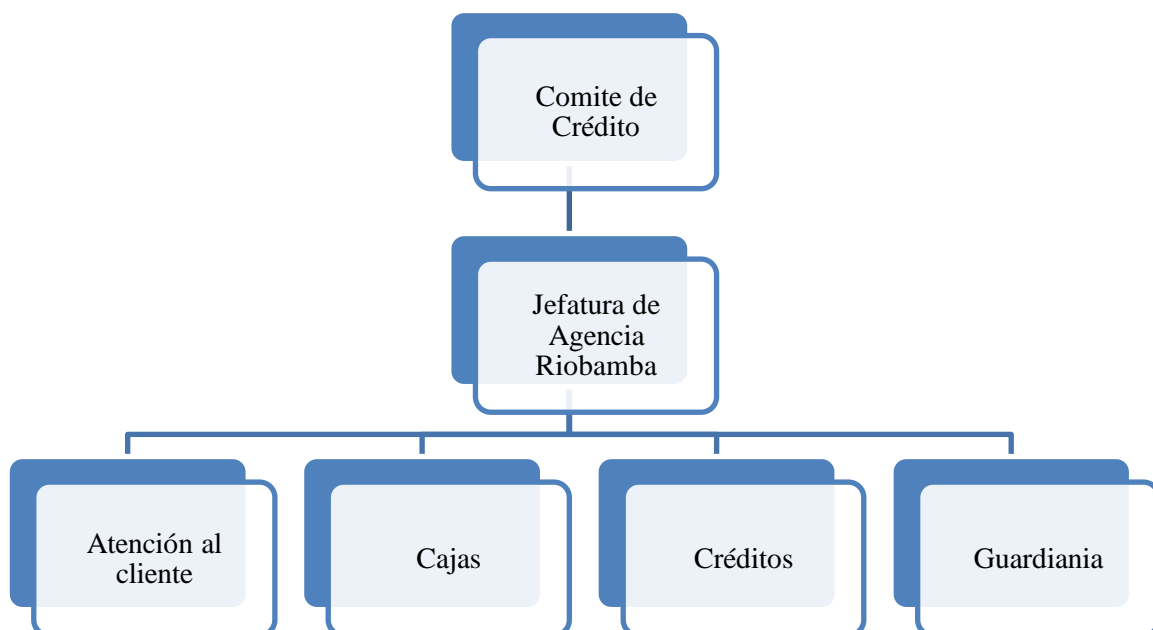 Comite de
Crédito
Jefatura de
Agencia
Riobamba
Atención al
cliente
Cajas
Créditos
Guardiania